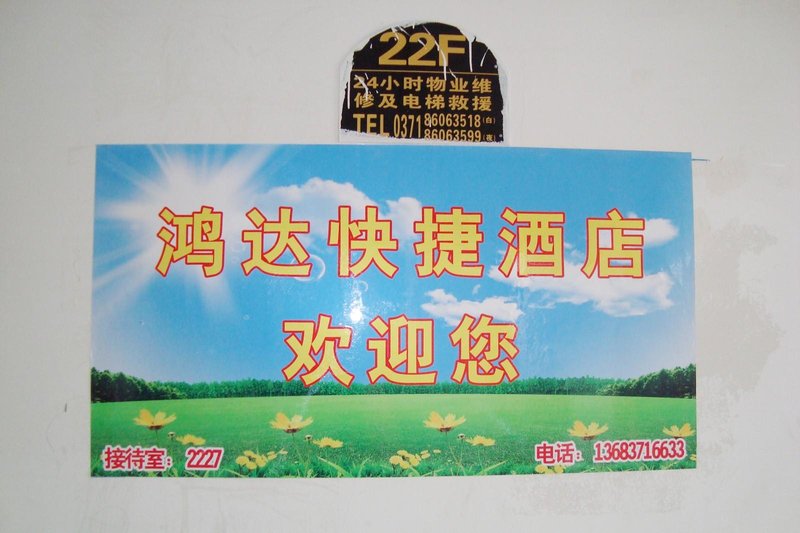 22F
24小时物业维
修及电梯救援
TEL 0371 86063518(白)
86063599(夜)
鸿达快捷酒店
欢迎您
接待室：2227
电话：13683716633